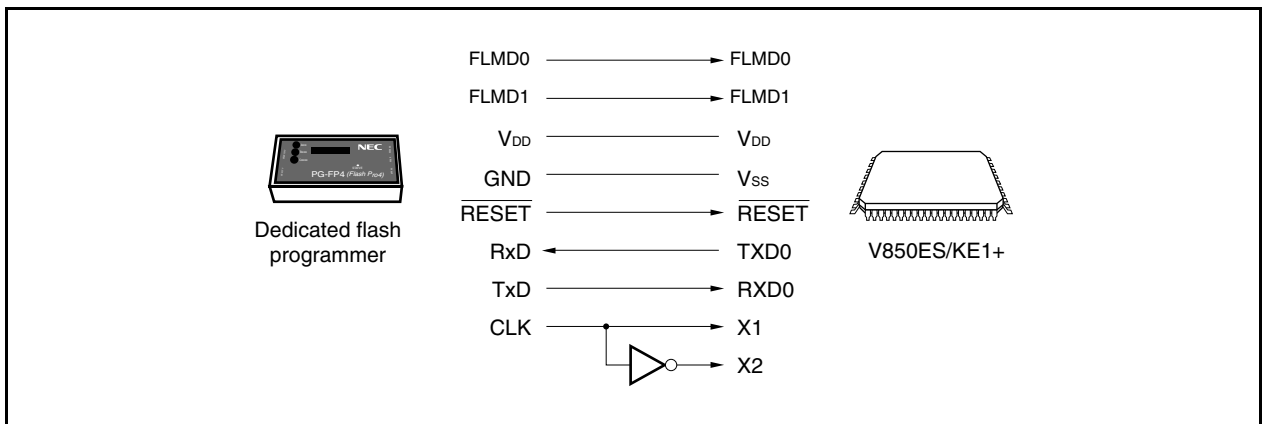 FLMD0 FLMD0
FLMD1 FLMD1
VDD VDD
GND VSS
RESET RESET
RxD TXD0
TxD RXD0
CLK X1
X2
NEC
PG-FP4 (Flash Pro4)
Dedicated flash
programmer
V850ES/KE1+